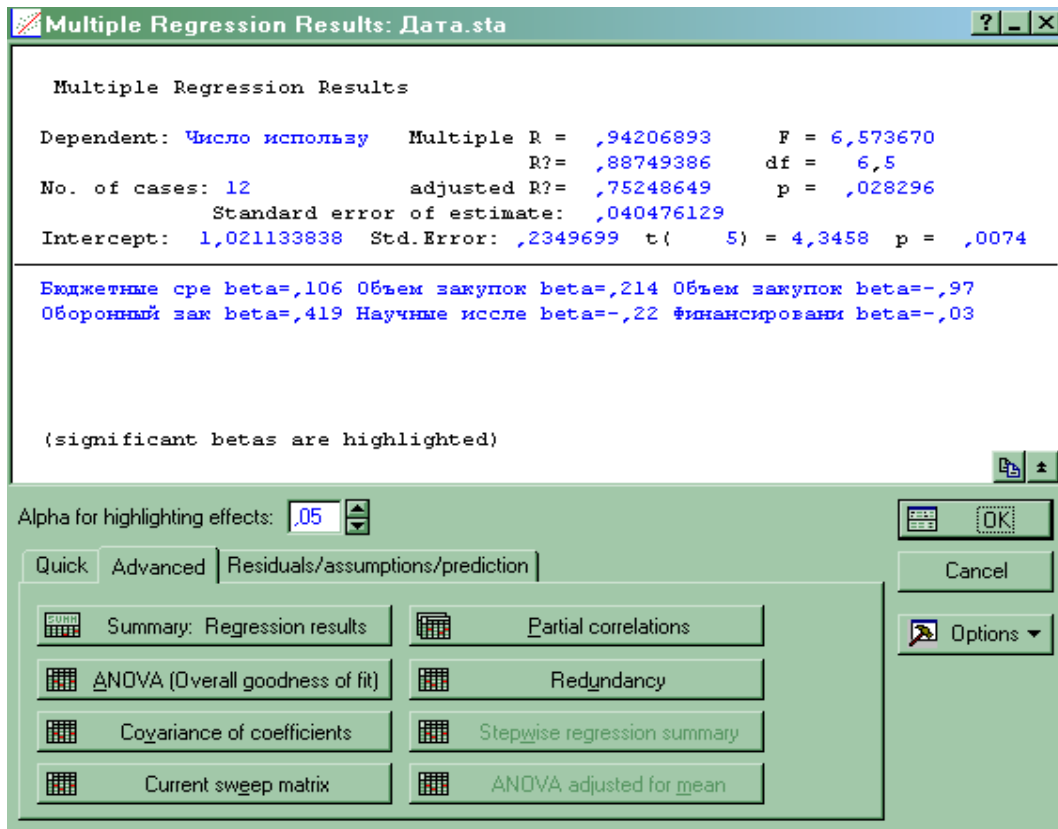 Multiple Regression Results: Дата.sta
Multiple Regression Results
Dependent: Число использу Multiple R = ,94206893 F = 6,573670
R?= ,88749386 df = 6,5
No. of cases: 12 adjusted R?= ,75248649 p = ,028296
Standard error of estimate: ,040476129
Intercept: 1,021133838 Std.Error: ,2349699 t( 5) = 4,3458 p = ,0074
Бюджетные сре beta=,106 Объем закупок beta=,214 Объем закупок beta=-,97
Оборонный зак beta=,419 Научные иссле beta=-,22 Финансировани beta=-,03
(significant betas are highlighted)
Alpha for highlighting effects: ,05
OK
Quick Advanced Residuals/assumptions/prediction
Cancel
Summary: Regression results Partial correlations
Options
ANOVA (Overall goodness of fit) Redundancy
Covariance of coefficients Stepwise regression summary
Current sweep matrix ANOVA adjusted for mean